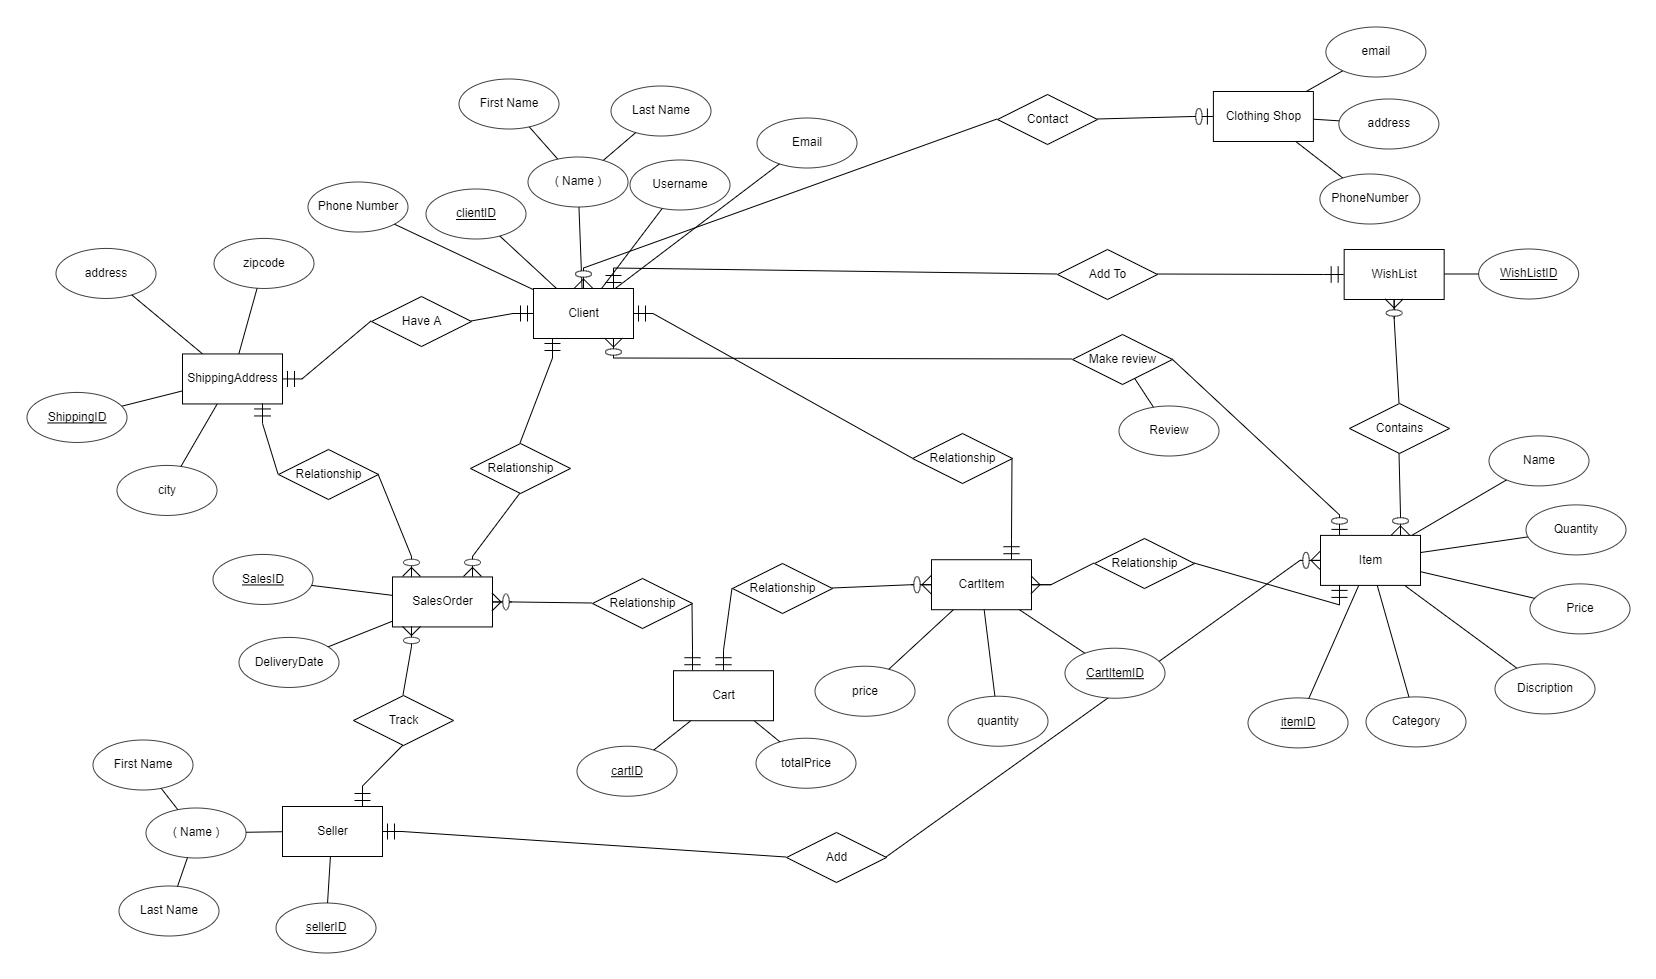 email
First Name
Last Name
Contact
Clothing Shop
address
Email
( Name )
Username
Phone Number
clientID
PhoneNumber
address
zipcode
Add To
WishList
WishListID
Have A
Client
Make review
ShippingAddress
ShippingID
Review
Contains
Relationship
Relationship
Relationship
Name
city
Quantity
SalesID
SalesOrder
Relationship
Relationship
CartItem
Relationship
Item
Price
DeliveryDate
Track
Cart
price
quantity
CartItemID
Discription
itemID
Category
cartID
totalPrice
First Name
( Name )
Seller
Add
Last Name
sellerID